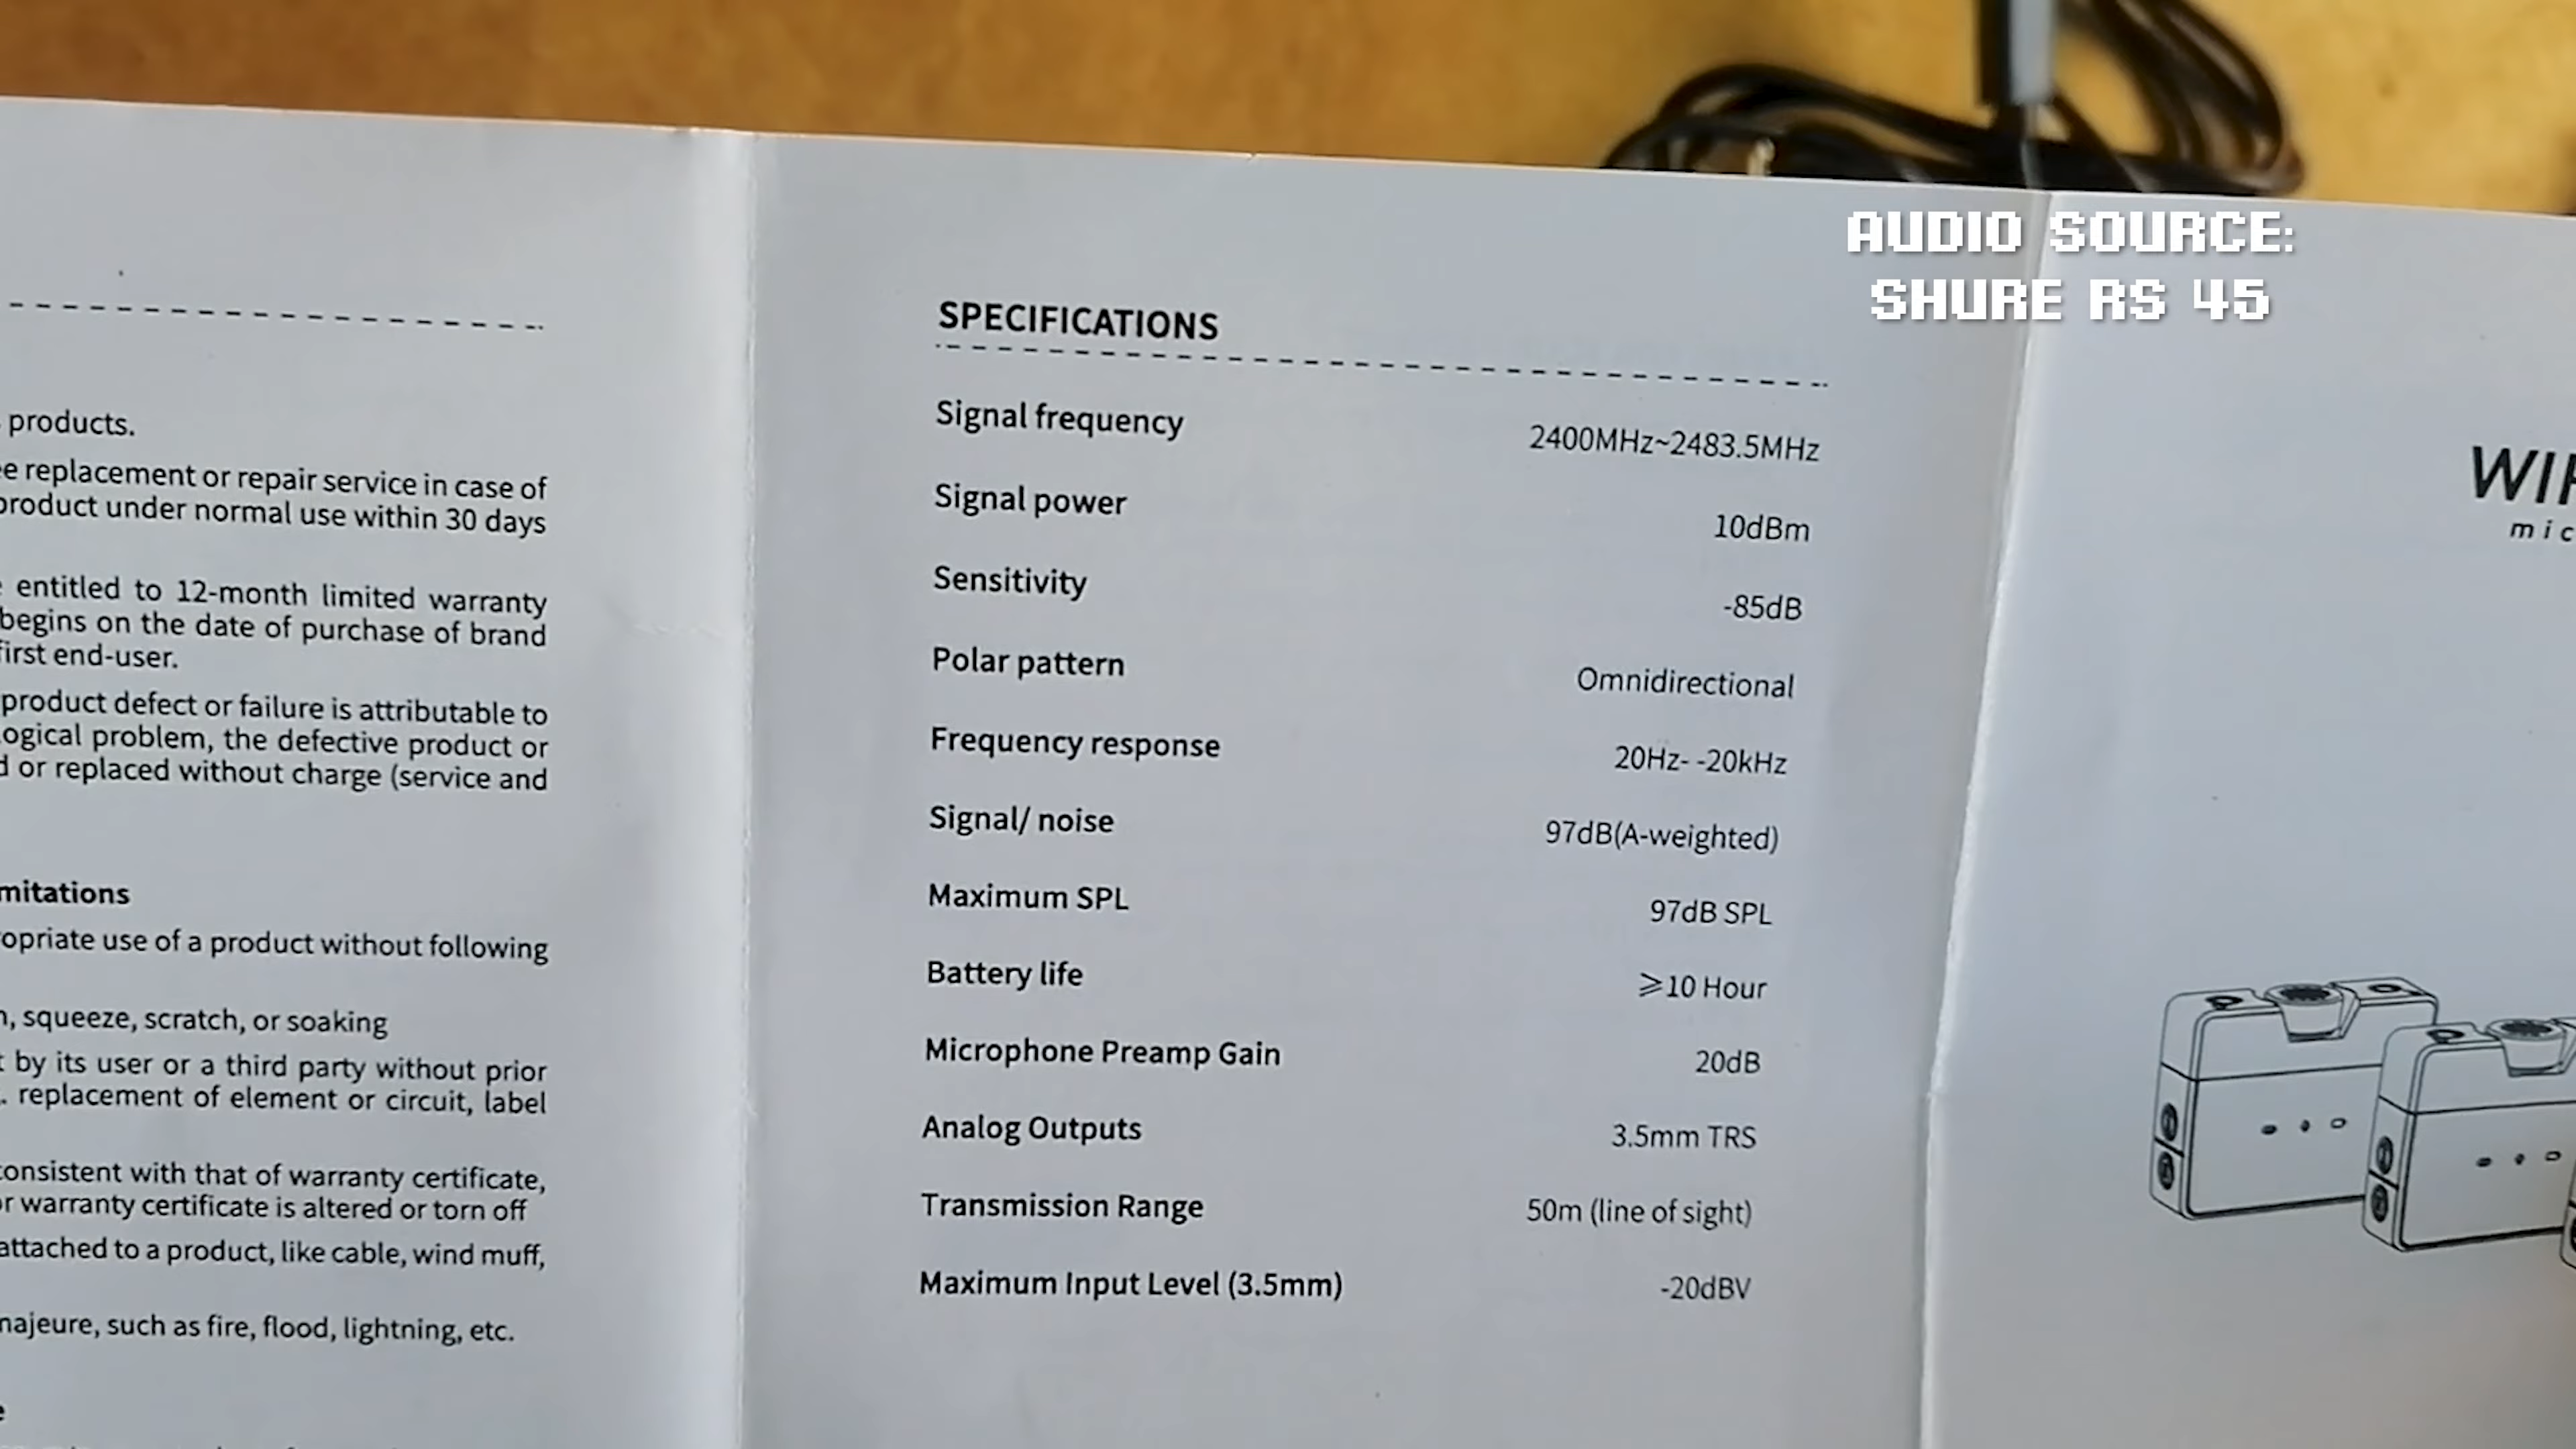 products.
replacement or repair service in case of
product under normal use within 30 days
entitled to 12-month limited warranty
begins on the date of purchase of brand
first end-user.
product defect or failure is attributable to
problem, the defective product or
or replaced without charge (service and
use of a product without following
squeeze, scratch, or soaking
by its user or a third party without prior
replacement of element or circuit, label
consistent with that of warranty certificate,
or warranty certificate is altered or torn off
attached to a product, like cable, wind muff,
majeure, such as fire, flood, lightning, etc.
SPECIFICATIONS
Signal frequency 2400MHz~2483.5MHz
Signal power 10dBm
Sensitivity -85dB
Polar pattern Omnidirectional
Frequency response 20Hz- -20kHz
Signal/ noise 97dB(A-weighted)
Maximum SPL 97dB SPL
Battery life ⩾10 Hour
Microphone Preamp Gain 20dB
Analog Outputs 3.5mm TRS
Transmission Range 50m (line of sight)
Maximum Input Level (3.5mm) -20dBV
AUDIO SOURCE:
SHURE RS 45